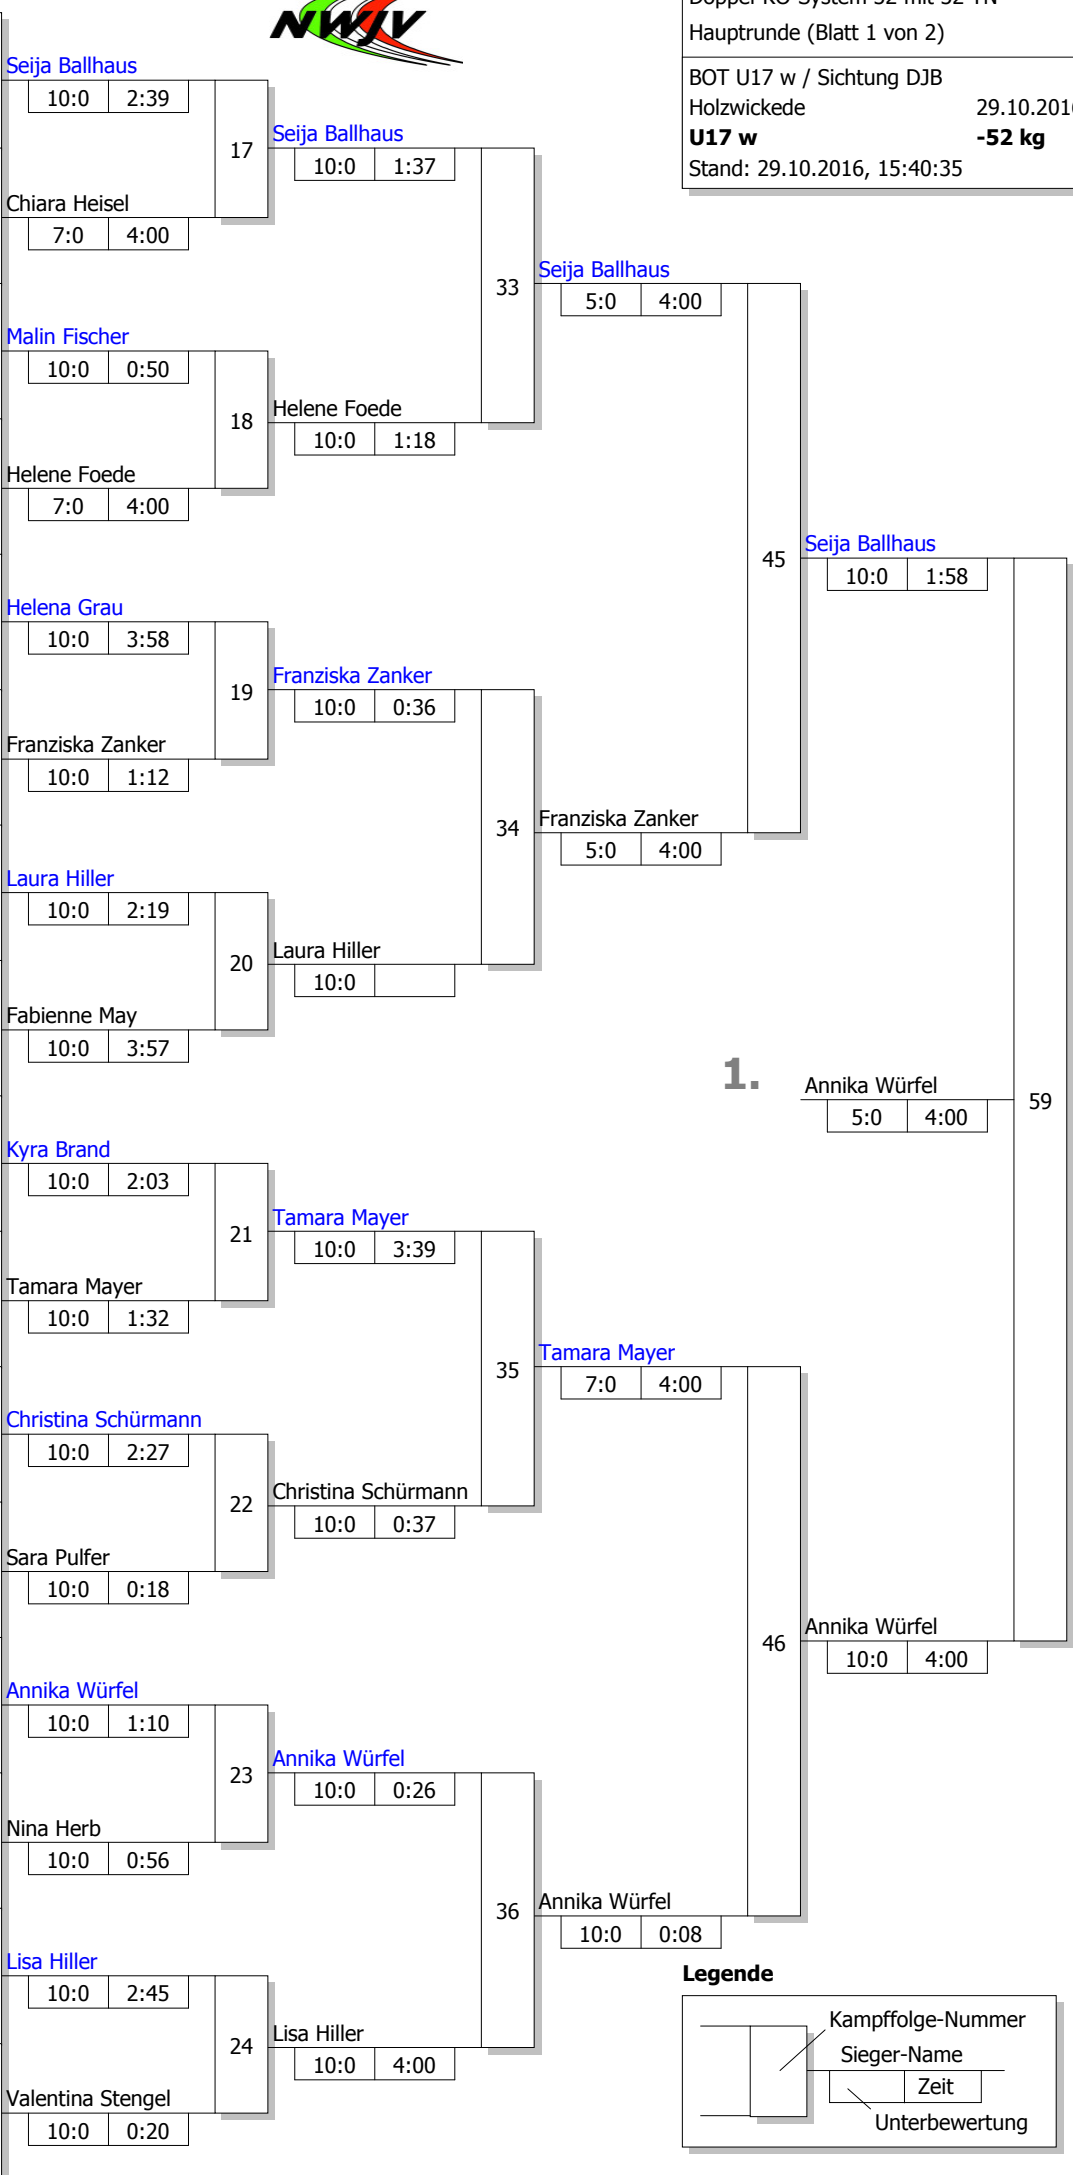 NWJV
Hauptrunde (Blatt 1 von 2)
BOT U17 w / Sichtung DJB
Holzwickede 29.10.2016
U17 w -52 kg
Stand: 29.10.2016, 15:40:35
Seija Ballhaus
10:0 2:39
17
Seija Ballhaus
10:0 1:37
Chiara Heisel
7:0 4:00
33
Seija Ballhaus
5:0 4:00
Malin Fischer
10:0 0:50
18
Helene Foede
10:0 1:18
Helene Foede
7:0 4:00
45
Seija Ballhaus
10:0 1:58
Helena Grau
10:0 3:58
19
Franziska Zanker
10:0 0:36
Franziska Zanker
10:0 1:12
34
Franziska Zanker
5:0 4:00
Laura Hiller
10:0 2:19
20
Laura Hiller
10:0
Fabienne May
10:0 3:57
1.
Annika Würfel
5:0 4:00
59
Kyra Brand
10:0 2:03
21
Tamara Mayer
10:0 3:39
Tamara Mayer
10:0 1:32
35
Tamara Mayer
7:0 4:00
Christina Schürmann
10:0 2:27
22
Christina Schürmann
10:0 0:37
Sara Pulfer
10:0 0:18
46
Annika Würfel
10:0 4:00
Annika Würfel
10:0 1:10
23
Annika Würfel
10:0 0:26
Nina Herb
10:0 0:56
36
Annika Würfel
10:0 0:08
Lisa Hiller
10:0 2:45
24
Lisa Hiller
10:0 4:00
Valentina Stengel
10:0 0:20
Legende
Kampffolge-Nummer
Sieger-Name
Zeit
Unterbewertung